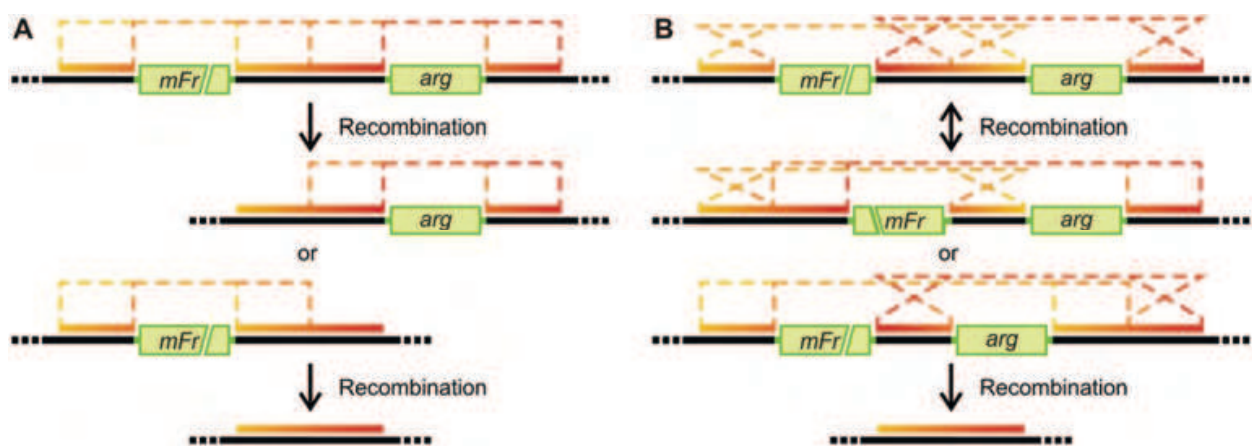 A
mFr
arg
Recombination
arg
or
mFr
Recombination
B
mFr
arg
Recombination
mFr
arg
or
mFr
arg
Recombination